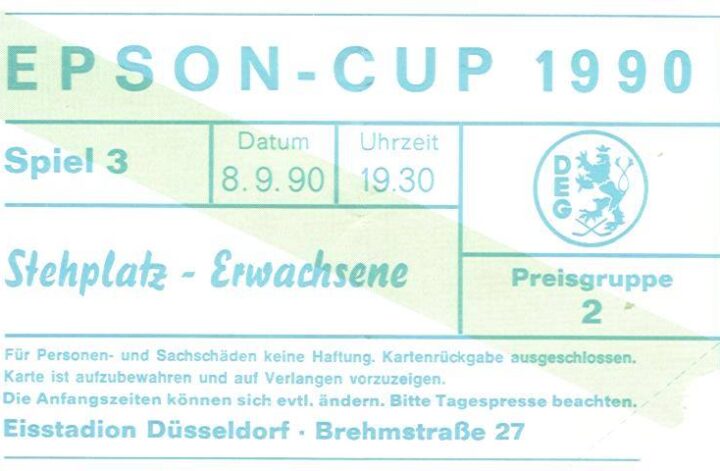 EPSON-CUP 1990
Spiel 3
Datum
8.9.90
Uhrzeit
19.30
DEG
Stehplatz - Erwachsene
Preisgruppe
2
Für Personen- und Sachschäden keine Haftung. Kartenrückgabe ausgeschlossen.
Karte ist aufzubewahren und auf Verlangen vorzuzeigen.
Die Anfangszeiten können sich evtl. ändern. Bitte Tagespresse beachten.
Eisstadion Düsseldorf · Brehmstraße 27